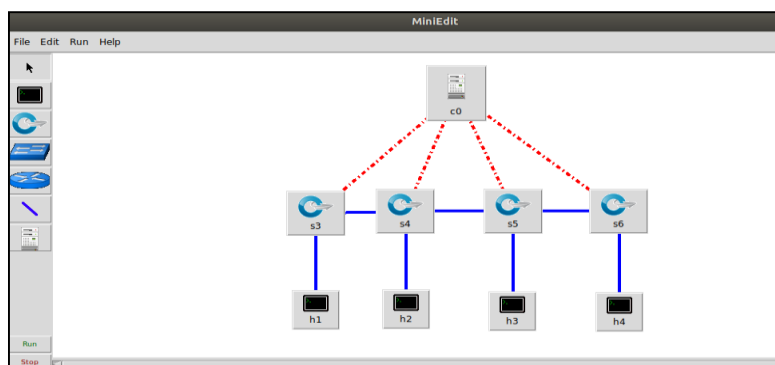 MiniEdit
File Edit Run Help
c0
s3 s4 s5 s6
h1 h2 h3 h4
Run
Stop